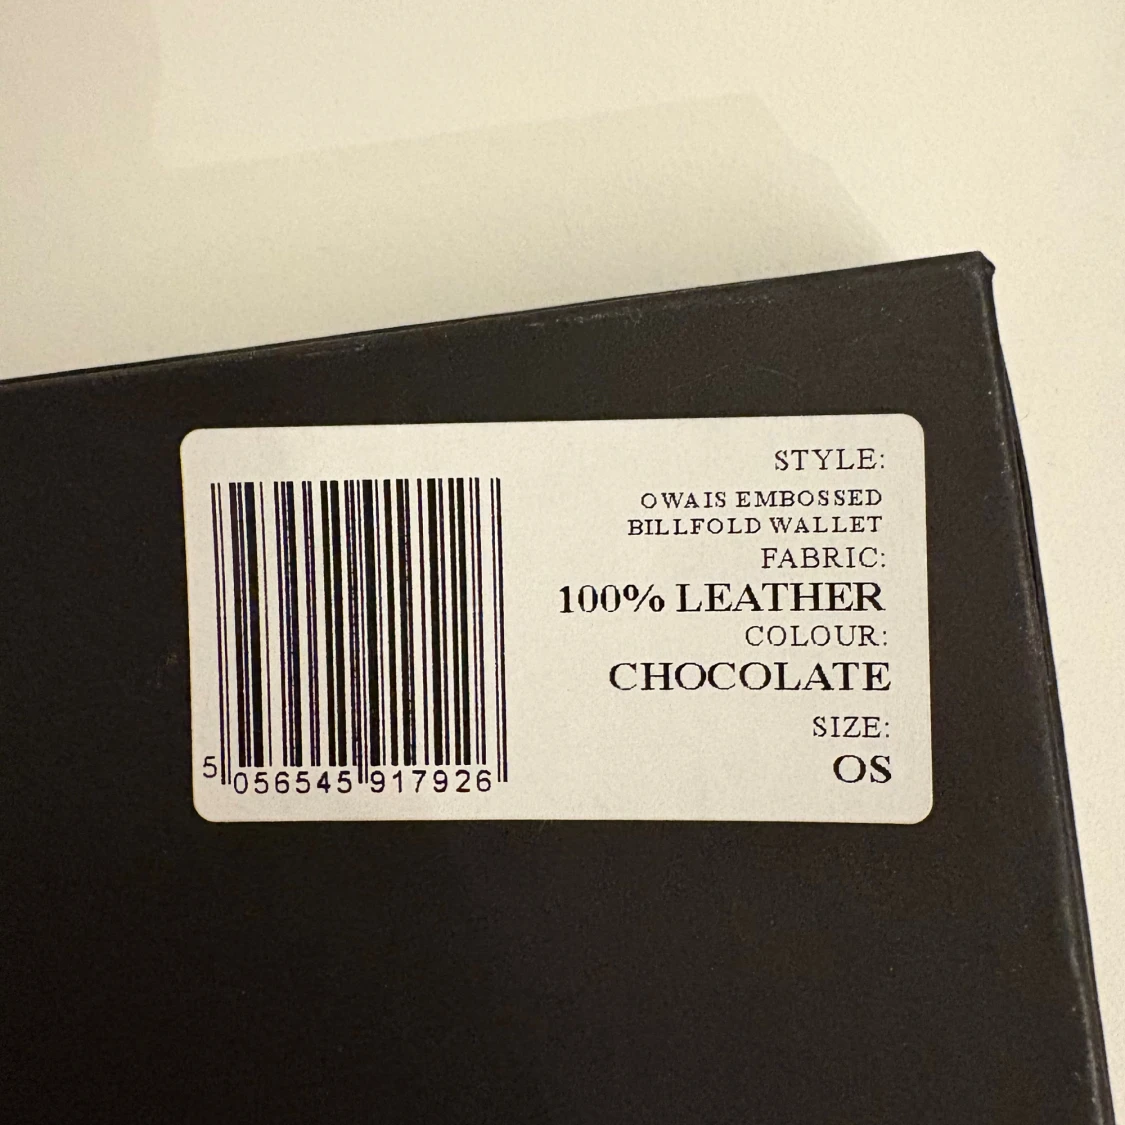 STYLE:
OWAIS EMBOSSED
BILLFOLD WALLET
FABRIC:
100% LEATHER
COLOUR:
CHOCOLATE
SIZE:
OS
5 056545 917926